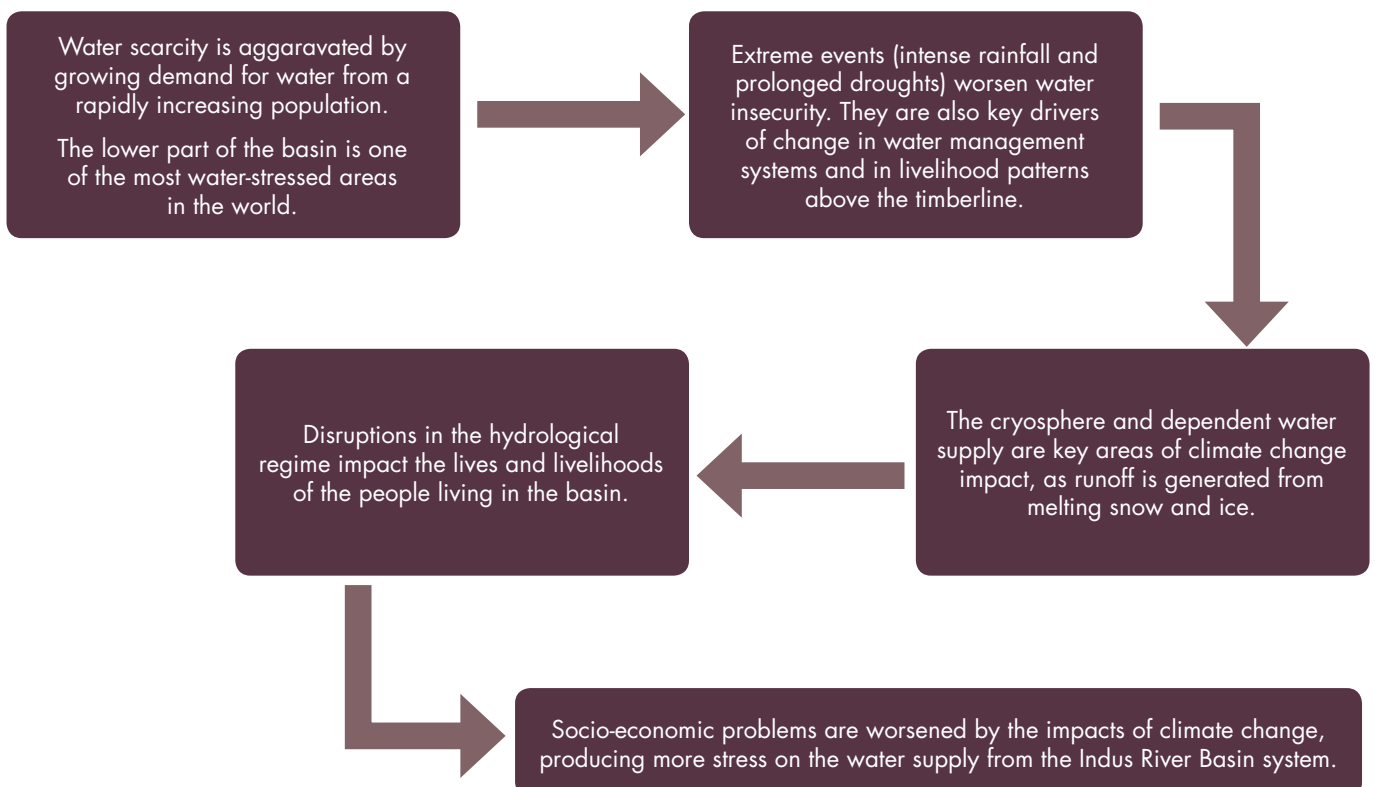 Water scarcity is aggaravated by
growing demand for water from a
rapidly increasing population.
The lower part of the basin is one
of the most water-stressed areas
in the world.
Extreme events (intense rainfall and
prolonged droughts) worsen water
insecurity. They are also key drivers
of change in water management
systems and in livelihood patterns
above the timberline.
The cryosphere and dependent water
supply are key areas of climate change
impact, as runoff is generated from
melting snow and ice.
Disruptions in the hydrological
regime impact the lives and livelihoods
of the people living in the basin.
Socio-economic problems are worsened by the impacts of climate change,
producing more stress on the water supply from the Indus River Basin system.